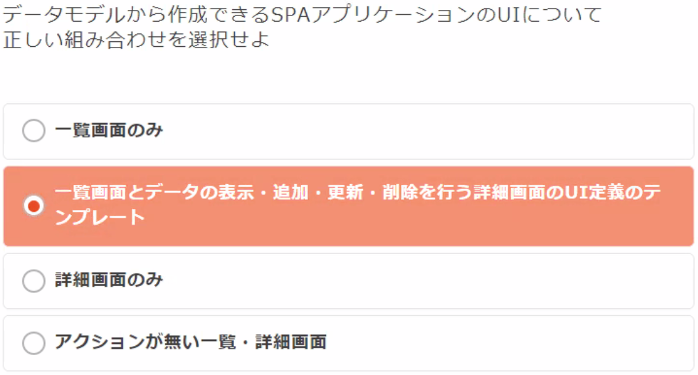 データモデルから作成できるSPAアプリケーションのUIについて
正しい組み合わせを選択せよ
一覧画面のみ
一覧画面とデータの表示・追加・更新・削除を行う詳細画面のUI定義のテ
ンプレート
詳細画面のみ
アクションが無い一覧・詳細画面